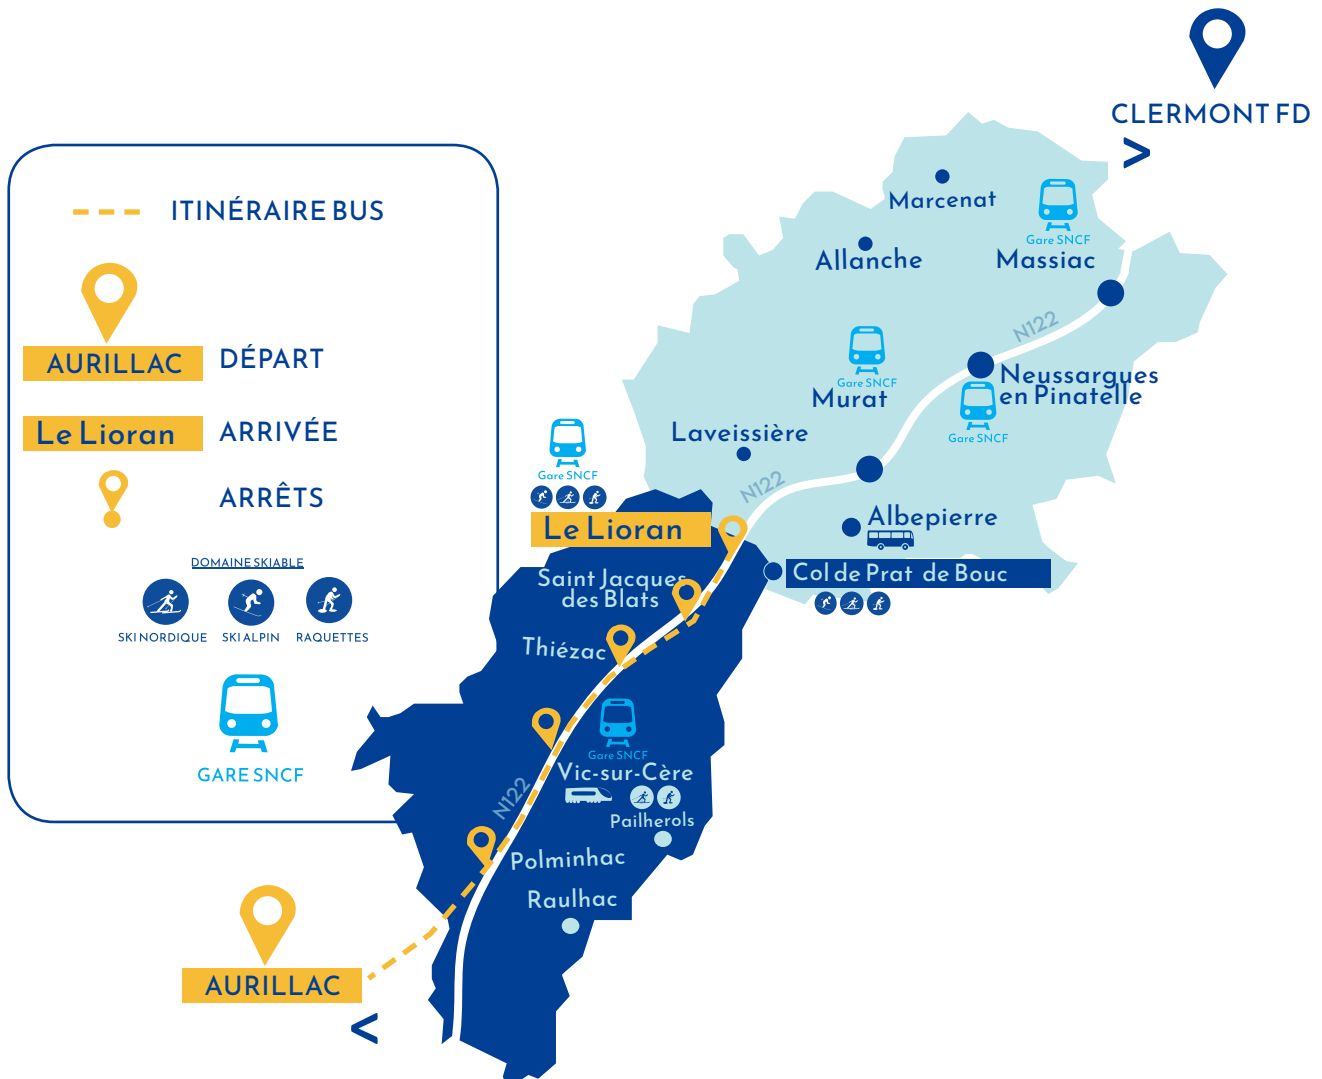 CLERMONT FD
>
ITINÉRAIRE BUS
AURILLAC
DÉPART
Le Lioran
ARRIVÉE
ARRÊTS
DOMAINE SKIABLE
SKI NORDIQUE
SKI ALPIN
RAQUETTES
GARE SNCF
Marcenat
Gare SNCF
Allanche
Massiac
N122
Gare SNCF
Murat
Neussargues
en Pinatelle
Gare SNCF
Laveissière
Gare SNCF
N122
Le Lioran
Albepierre
Col de Prat de Bouc
Saint Jacques
des Blats
Thiézac
Gare SNCF
Vic-sur-Cère
N122
Pailherols
Polminhac
Raulhac
AURILLAC
<